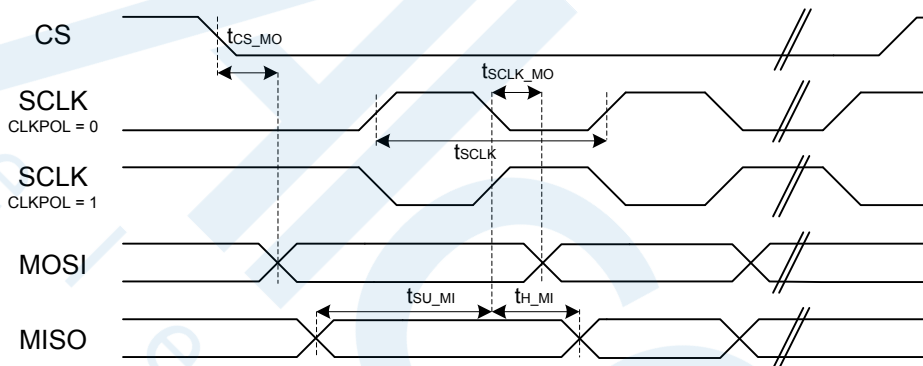 CS
tCS_MO
tSCLK_MO
SCLK
CLKPOL = 0
tSCLK
SCLK
CLKPOL = 1
MOSI
tSU_MI
tH_MI
MISO